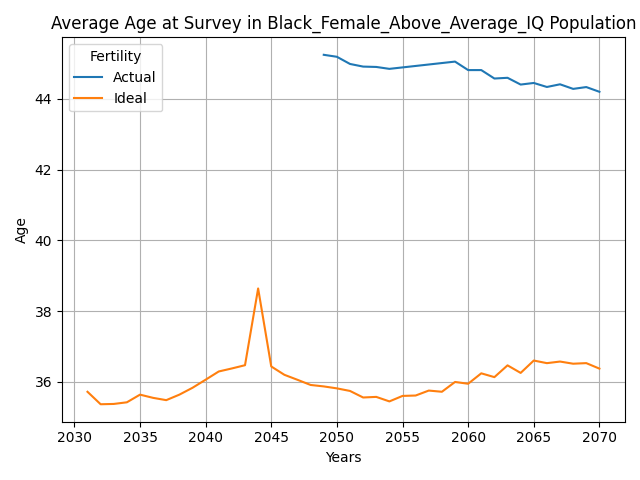 Average Age at Survey in Black_Female_Above_Average_IQ Population
Fertility
Actual
Ideal
Age
44
42
40
38
36
2030 2035 2040 2045 2050 2055 2060 2065 2070
Years